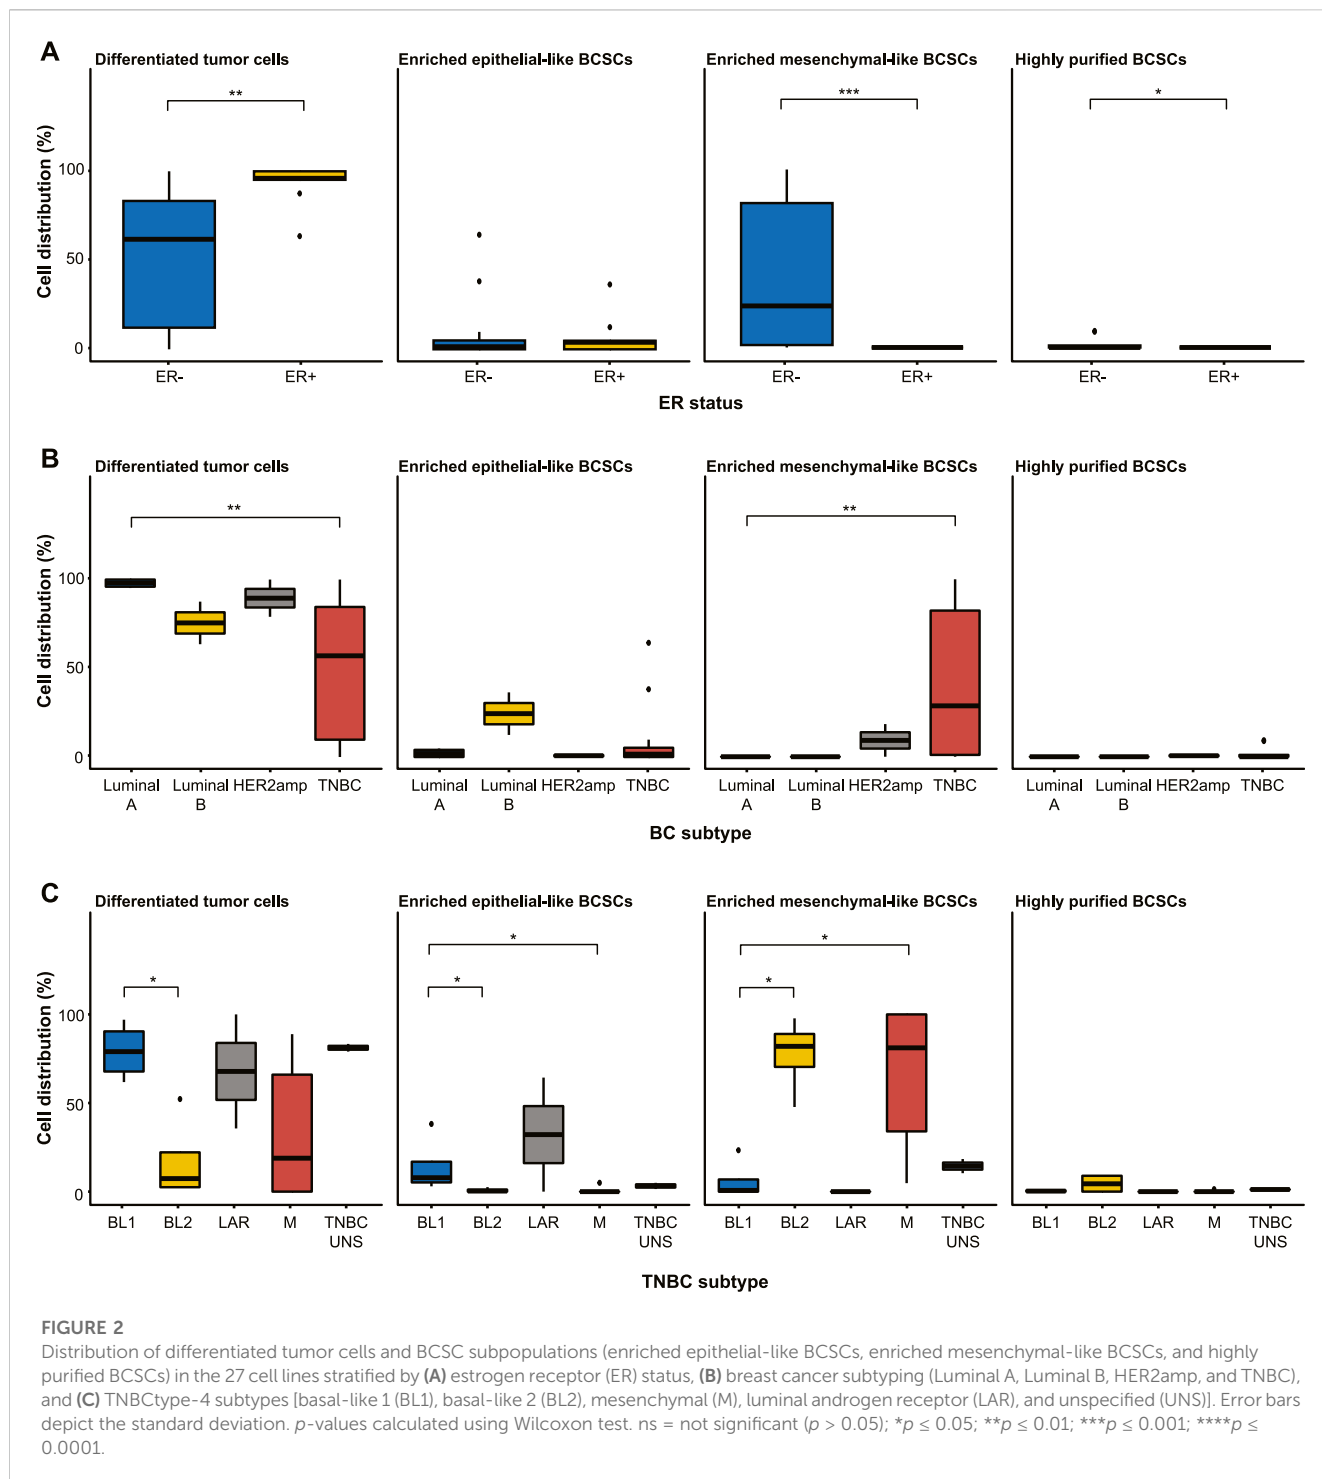 A
Differentiated tumor cells
Enriched epithelial-like BCSCs
Enriched mesenchymal-like BCSCs
Highly purified BCSCs
**
***
*
Cell distribution (%)
100
50
0
ER-
ER+
ER-
ER+
ER-
ER+
ER-
ER+
ER status
B
Differentiated tumor cells
Enriched epithelial-like BCSCs
Enriched mesenchymal-like BCSCs
Highly purified BCSCs
**
**
Cell distribution (%)
100
50
0
Luminal
A
Luminal
B
HER2amp
TNBC
Luminal
A
Luminal
B
HER2amp
TNBC
Luminal
A
Luminal
B
HER2amp
TNBC
Luminal
A
Luminal
B
HER2amp
TNBC
BC subtype
C
Differentiated tumor cells
Enriched epithelial-like BCSCs
Enriched mesenchymal-like BCSCs
Highly purified BCSCs
*
*
*
*
*
Cell distribution (%)
100
50
0
BL1
BL2
LAR
M
TNBC
UNS
BL1
BL2
LAR
M
TNBC
UNS
BL1
BL2
LAR
M
TNBC
UNS
BL1
BL2
LAR
M
TNBC
UNS
TNBC subtype
FIGURE 2
Distribution of differentiated tumor cells and BCSC subpopulations (enriched epithelial-like BCSCs, enriched mesenchymal-like BCSCs, and highly
purified BCSCs) in the 27 cell lines stratified by (A) estrogen receptor (ER) status, (B) breast cancer subtyping (Luminal A, Luminal B, HER2amp, and TNBC),
and (C) TNBCtype-4 subtypes [basal-like 1 (BL1), basal-like 2 (BL2), mesenchymal (M), luminal androgen receptor (LAR), and unspecified (UNS)]. Error bars
depict the standard deviation. p-values calculated using Wilcoxon test. ns = not significant (p > 0.05); *p ≤ 0.05; **p ≤ 0.01; ***p ≤ 0.001; ****p ≤
0.0001.